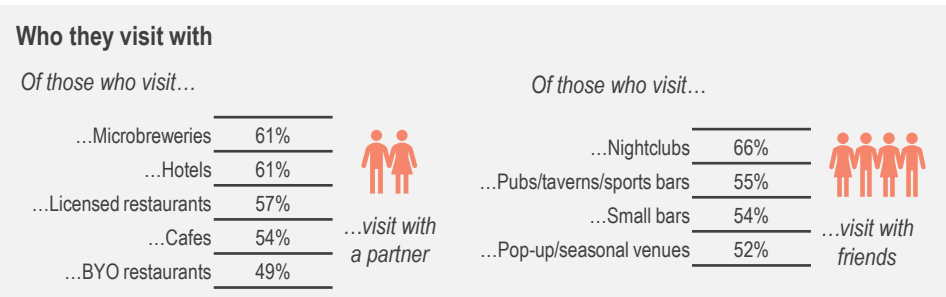 Who they visit with
Of those who visit…
…Microbreweries 61%
…Hotels 61%
…Licensed restaurants 57%
…Cafes 54%
…BYO restaurants 49%
…visit with
a partner
Of those who visit…
…Nightclubs 66%
…Pubs/taverns/sports bars 55%
…Small bars 54%
…Pop-up/seasonal venues 52%
…visit with
friends